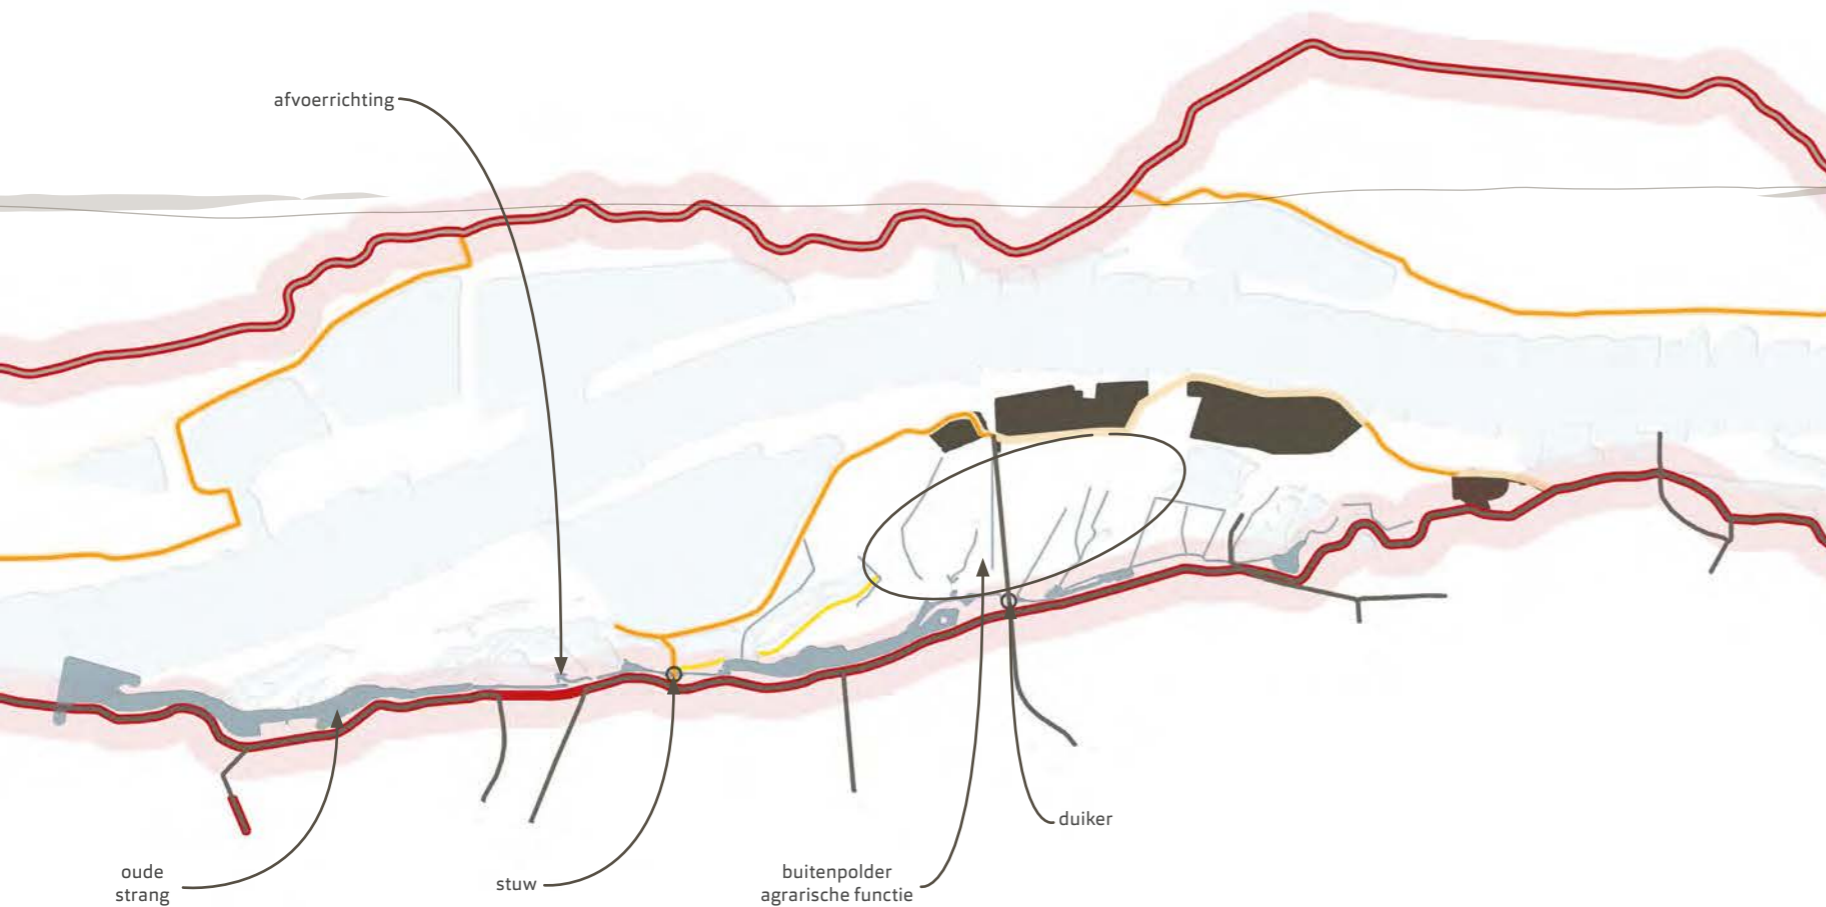 afvoerrichting
duiker
oude
strang
stuw
buitenpolder
agrarische functie